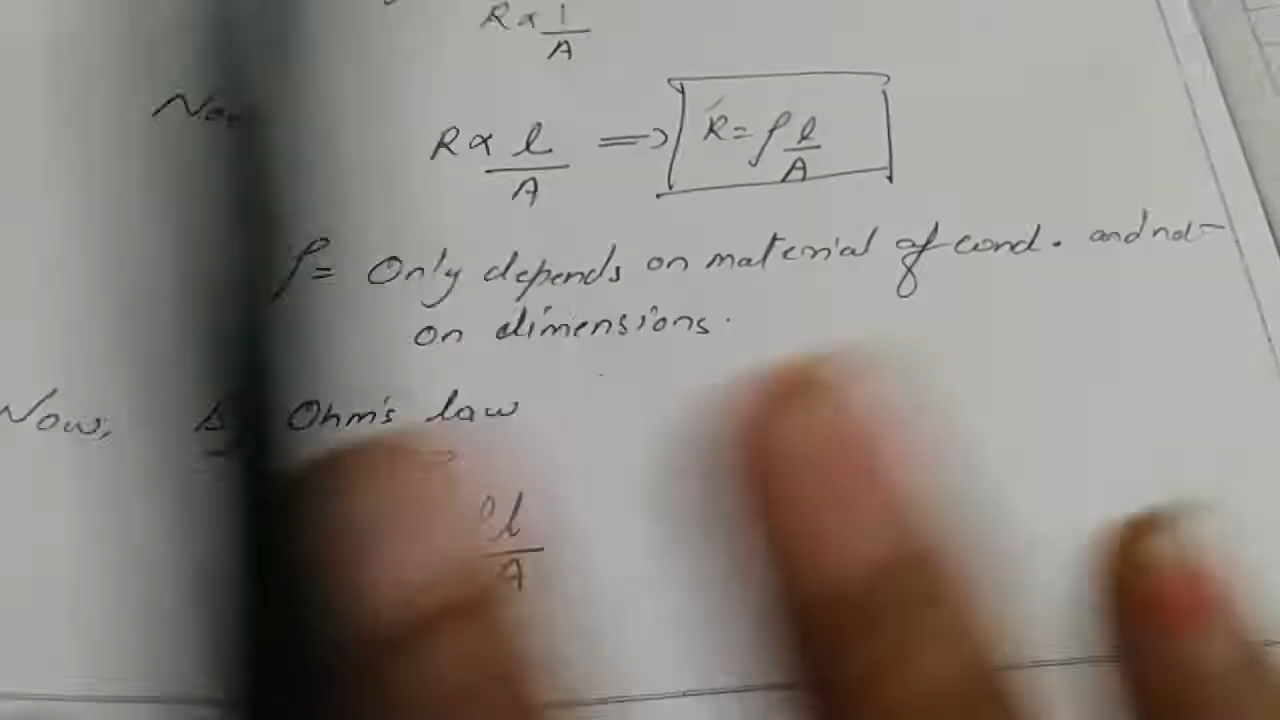 R ∝ 1/A
R ∝ l/A ⟹ R = ρ l/A
ρ = Only depends on material of cond. and not
on dimensions.
Now, Ohm's law
l/A